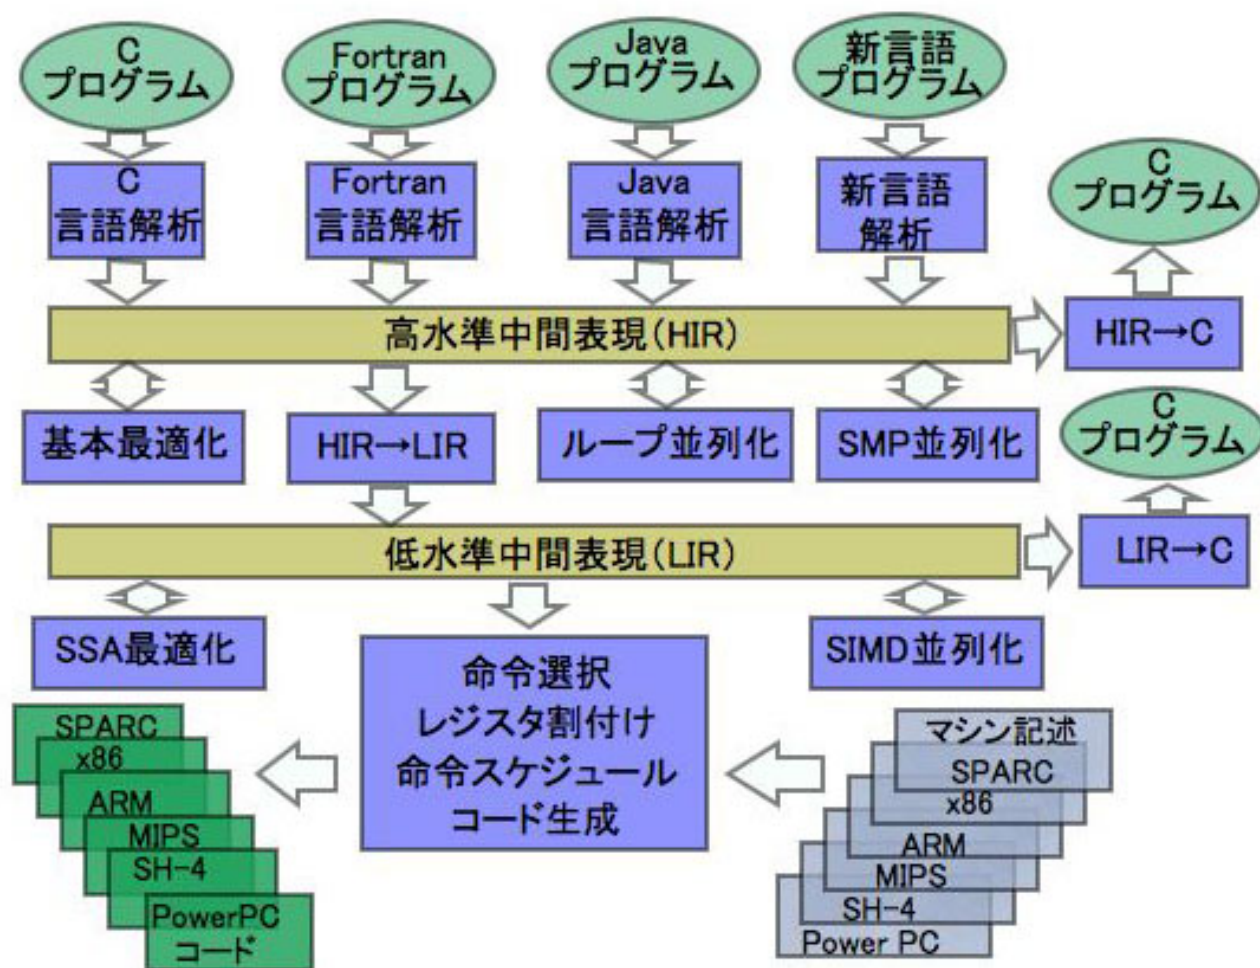 C
プログラム
Fortran
プログラム
Java
プログラム
新言語
プログラム
C
言語解析
Fortran
言語解析
Java
言語解析
新言語
解析
C
プログラム
高水準中間表現(HIR)
HIR→C
基本最適化
HIR→LIR
ループ並列化
SMP並列化
C
プログラム
低水準中間表現(LIR)
LIR→C
SSA最適化
命令選択
レジスタ割付け
命令スケジュール
コード生成
SIMD並列化
SPARC
x86
ARM
MIPS
SH-4
PowerPC
コード
マシン記述
SPARC
x86
ARM
MIPS
SH-4
Power PC